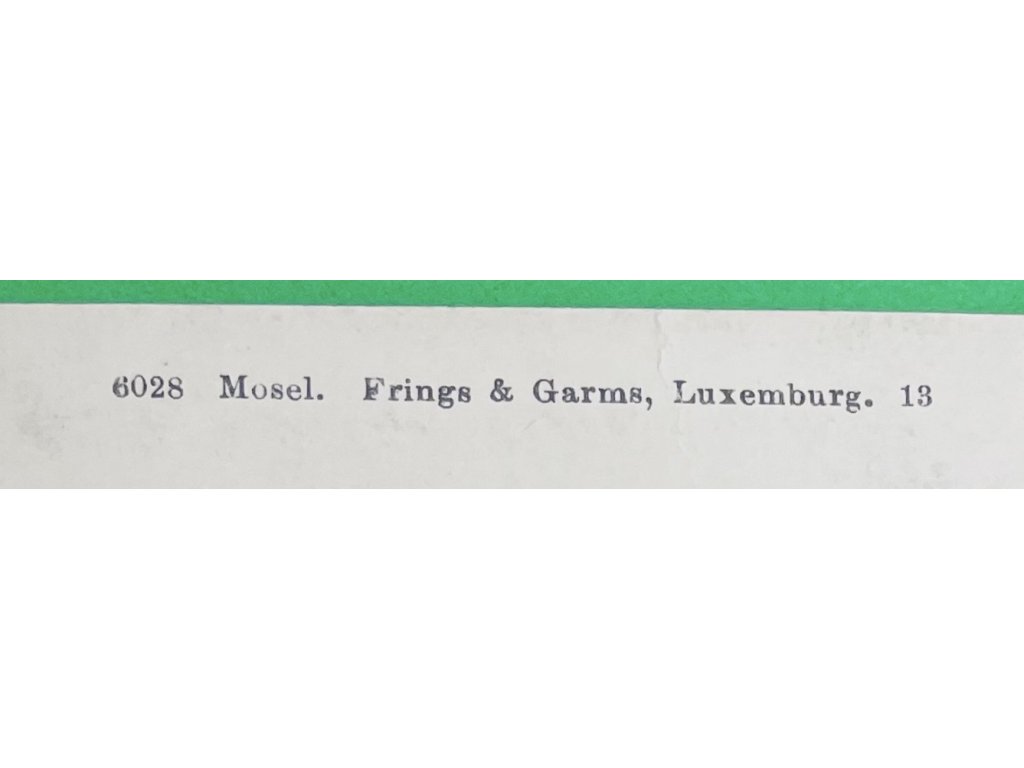 6028 Mosel. Frings & Garms, Luxemburg. 13